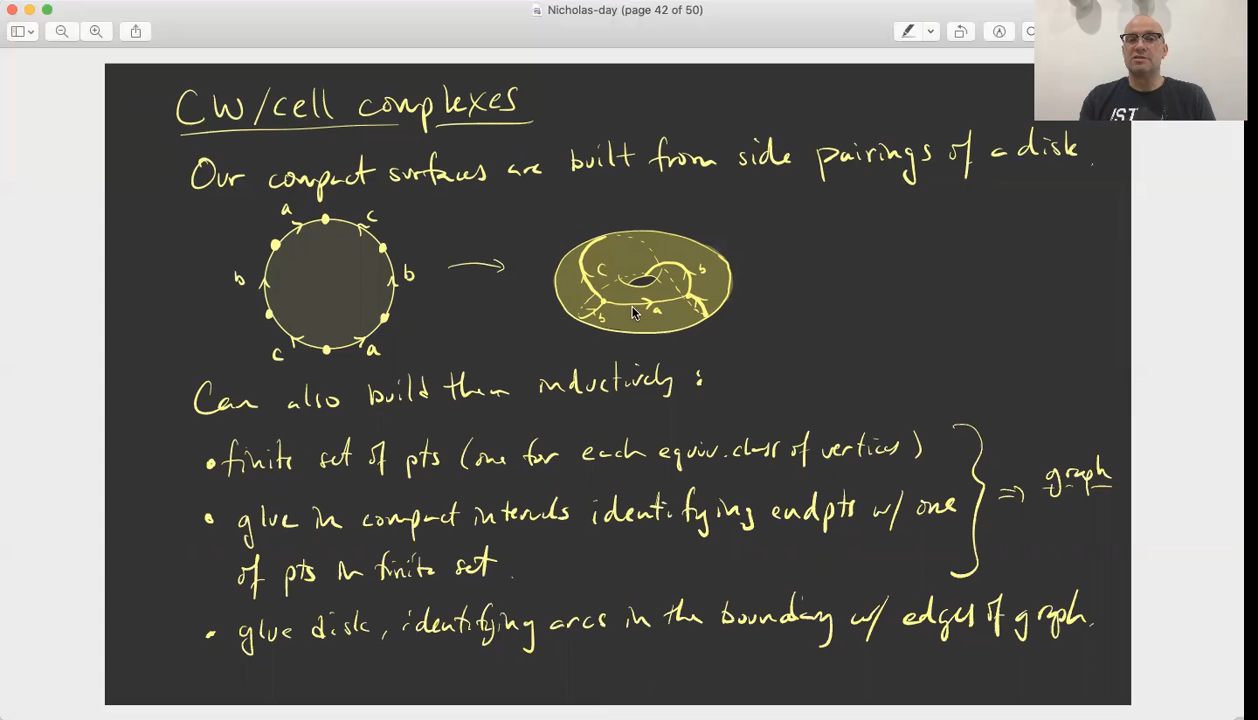 Nicholas-day (page 42 of 50)
/ST
CW/cell complexes
Our compact surfaces are built from side pairings of a disk.
a c
b b
c a
c b
b a
Can also build them inductively:
• finite set of pts (one for each equiv. class of vertices)
• glue in compact intervals identifying endpts w/ one
of pts in finite set.
⇒ graph
• glue disk, identifying arcs in the boundary w/ edges of graph.